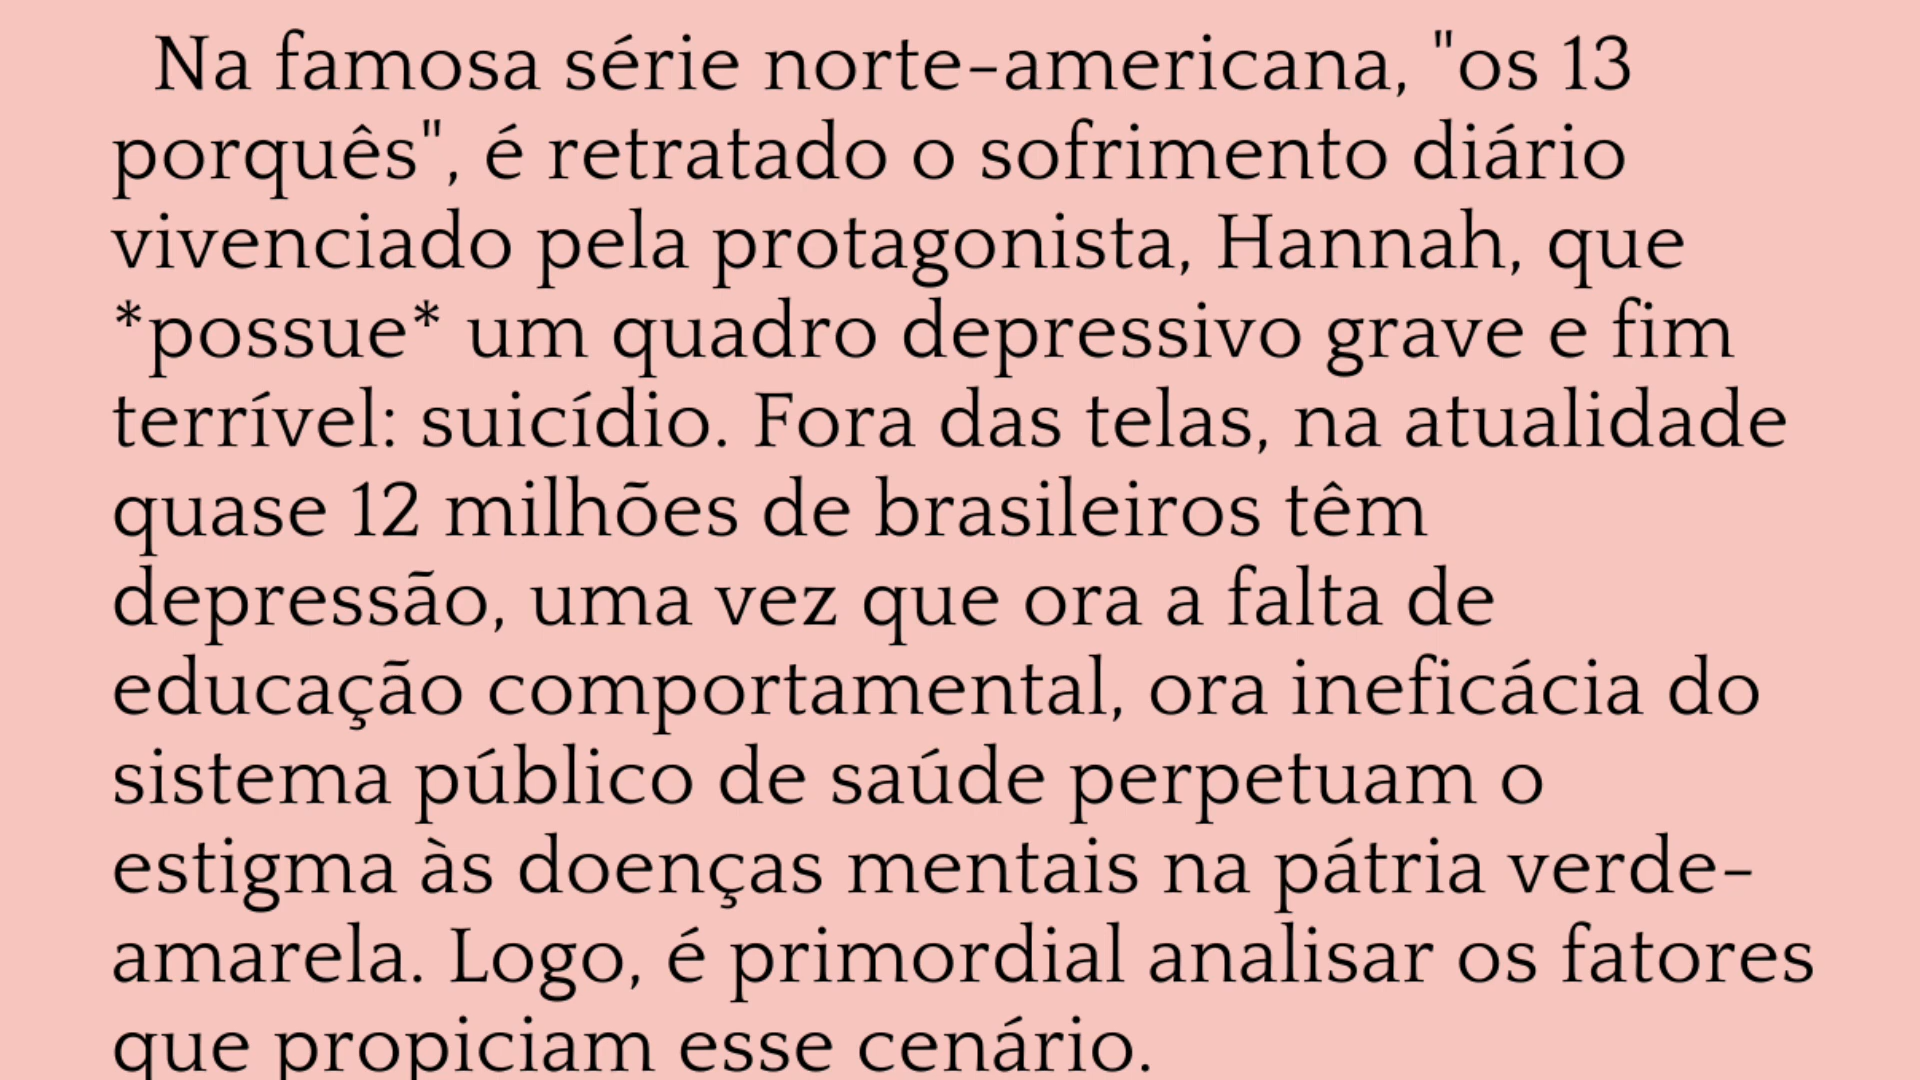 Na famosa série norte-americana, "os 13
porquês", é retratado o sofrimento diário
vivenciado pela protagonista, Hannah, que
*possue* um quadro depressivo grave e fim
terrível: suicídio. Fora das telas, na atualidade
quase 12 milhões de brasileiros têm
depressão, uma vez que ora a falta de
educação comportamental, ora ineficácia do
sistema público de saúde perpetuam o
estigma às doenças mentais na pátria verde-
amarela. Logo, é primordial analisar os fatores
que propiciam esse cenário.